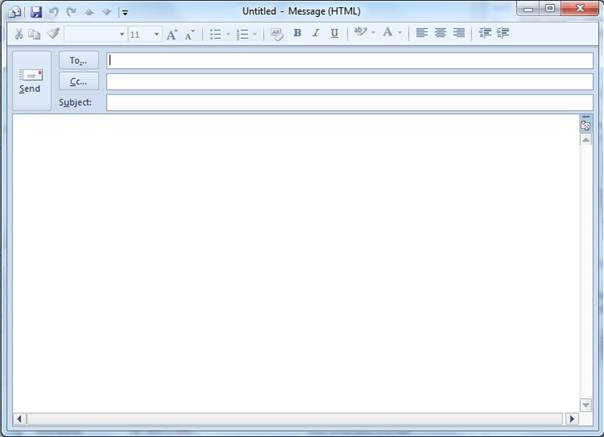 Untitled - Message (HTML)
11
B I U
To...
Cc...
Send
Subject: